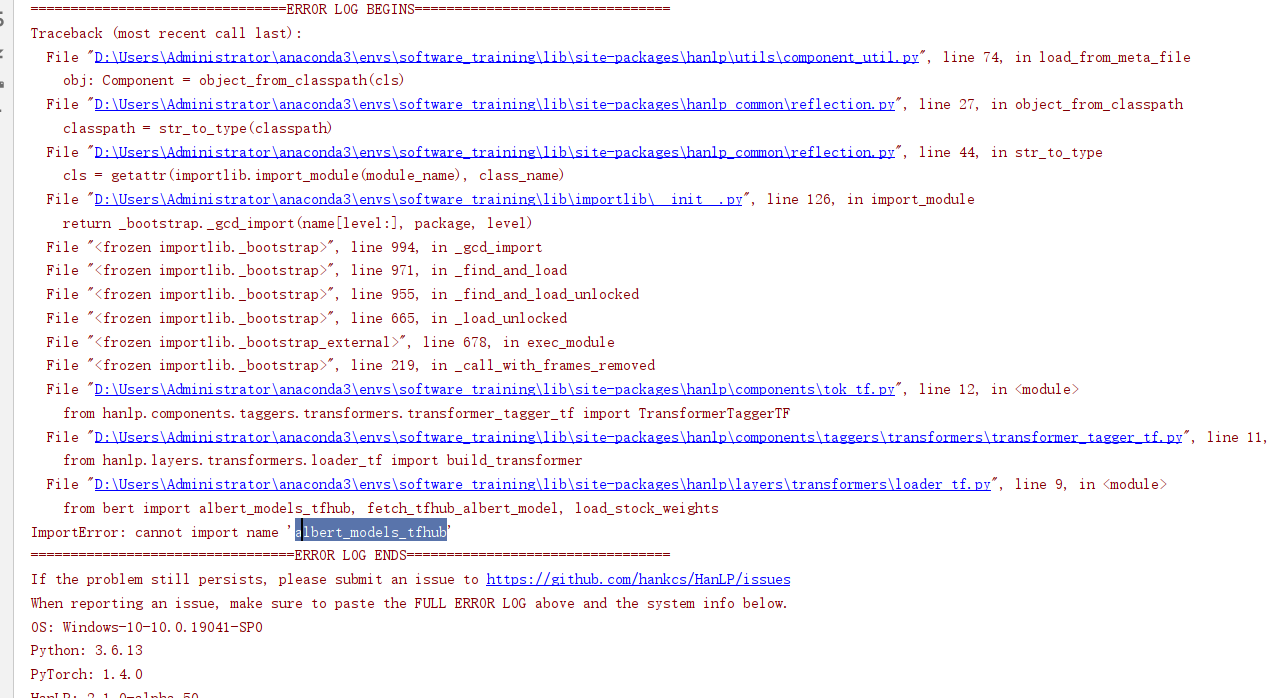 ================================ERROR LOG BEGINS================================
Traceback (most recent call last):
  File "D:\Users\Administrator\anaconda3\envs\software_training\lib\site-packages\hanlp\utils\component_util.py", line 74, in load_from_meta_file
    obj: Component = object_from_classpath(cls)
  File "D:\Users\Administrator\anaconda3\envs\software_training\lib\site-packages\hanlp_common\reflection.py", line 27, in object_from_classpath
    classpath = str_to_type(classpath)
  File "D:\Users\Administrator\anaconda3\envs\software_training\lib\site-packages\hanlp_common\reflection.py", line 44, in str_to_type
    cls = getattr(importlib.import_module(module_name), class_name)
  File "D:\Users\Administrator\anaconda3\envs\software_training\lib\importlib\__init__.py", line 126, in import_module
    return _bootstrap._gcd_import(name[level:], package, level)
  File "<frozen importlib._bootstrap>", line 994, in _gcd_import
  File "<frozen importlib._bootstrap>", line 971, in _find_and_load
  File "<frozen importlib._bootstrap>", line 955, in _find_and_load_unlocked
  File "<frozen importlib._bootstrap>", line 665, in _load_unlocked
  File "<frozen importlib._bootstrap_external>", line 678, in exec_module
  File "<frozen importlib._bootstrap>", line 219, in _call_with_frames_removed
  File "D:\Users\Administrator\anaconda3\envs\software_training\lib\site-packages\hanlp\components\tok_tf.py", line 12, in <module>
    from hanlp.components.taggers.transformers.transformer_tagger_tf import TransformerTaggerTF
  File "D:\Users\Administrator\anaconda3\envs\software_training\lib\site-packages\hanlp\components\taggers\transformers\transformer_tagger_tf.py", line 11,
    from hanlp.layers.transformers.loader_tf import build_transformer
  File "D:\Users\Administrator\anaconda3\envs\software_training\lib\site-packages\hanlp\layers\transformers\loader_tf.py", line 9, in <module>
    from bert import albert_models_tfhub, fetch_tfhub_albert_model, load_stock_weights
ImportError: cannot import name 'albert_models_tfhub'
=================================ERROR LOG ENDS=================================
If the problem still persists, please submit an issue to https://github.com/hankcs/HanLP/issues
When reporting an issue, make sure to paste the FULL ERROR LOG above and the system info below.
OS: Windows-10-10.0.19041-SP0
Python: 3.6.13
PyTorch: 1.4.0
HanLP: 2.1.0-alpha.50